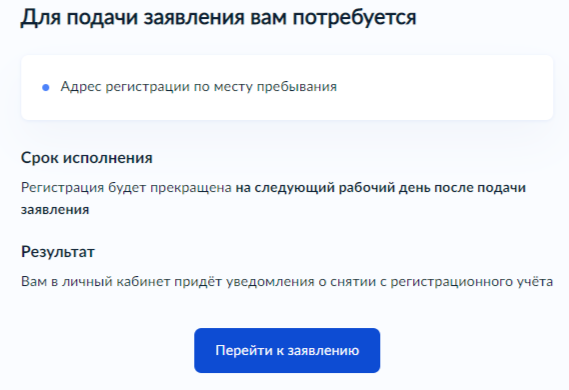 Для подачи заявления вам потребуется
Адрес регистрации по месту пребывания
Срок исполнения
Регистрация будет прекращена на следующий рабочий день после подачи
заявления
Результат
Вам в личный кабинет придёт уведомления о снятии с регистрационного учёта
Перейти к заявлению